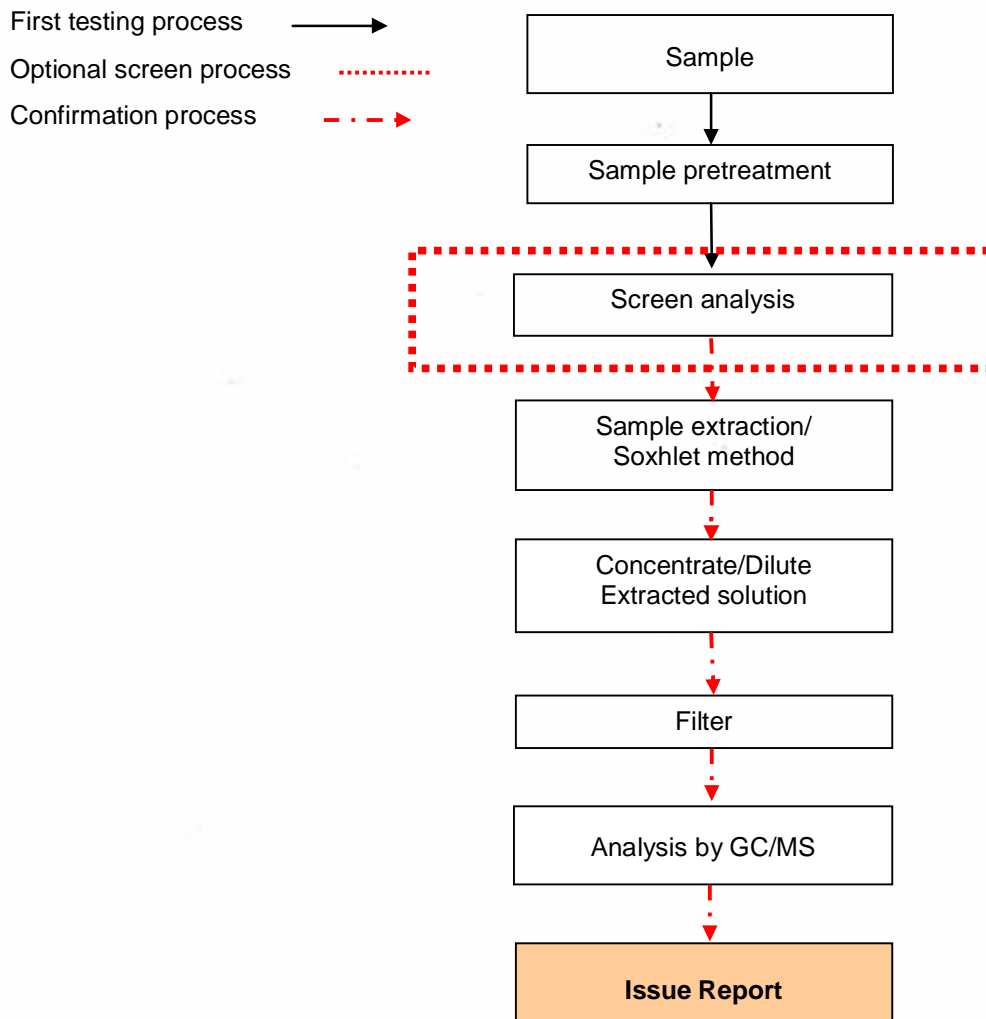 First testing process
Optional screen process
Confirmation process
Sample
Sample pretreatment
Screen analysis
Sample extraction/
Soxhlet method
Concentrate/Dilute
Extracted solution
Filter
Analysis by GC/MS
Issue Report